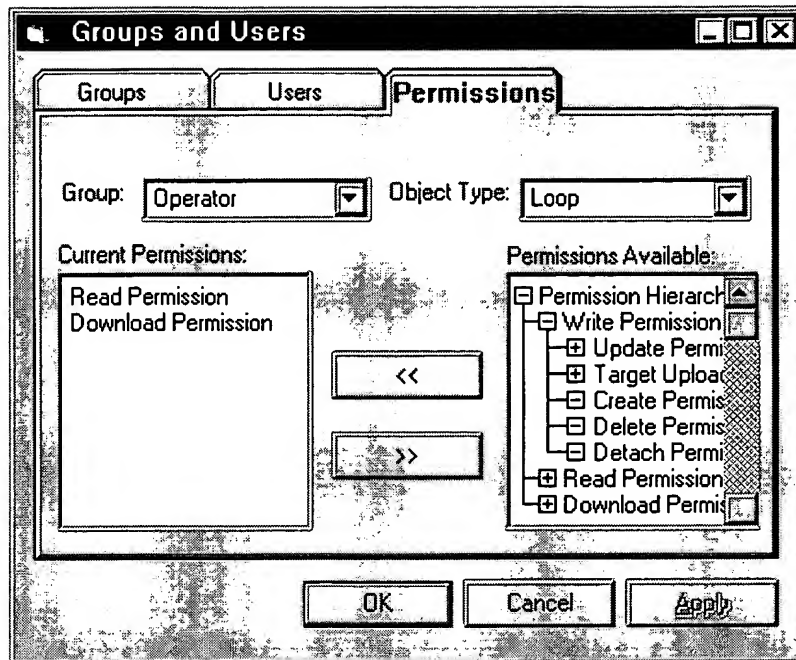 Groups and Users
Groups Users Permissions
Group: Operator Object Type: Loop
Current Permissions: Permissions Available:
Read Permission
Download Permission
Permission Hierarch
Write Permission
Update Permi
Target Upload
Create Permis
Delete Permis
Detach Permi
Read Permission
Download Permis
<<
>>
OK Cancel Apply